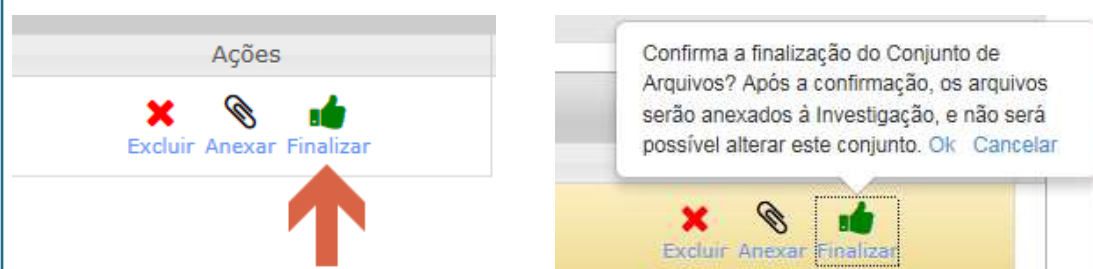 Ações
Excluir Anexar Finalizar
Confirma a finalização do Conjunto de
Arquivos? Após a confirmação, os arquivos
serão anexados à Investigação, e não será
possível alterar este conjunto. Ok Cancelar
Excluir Anexar Finalizar